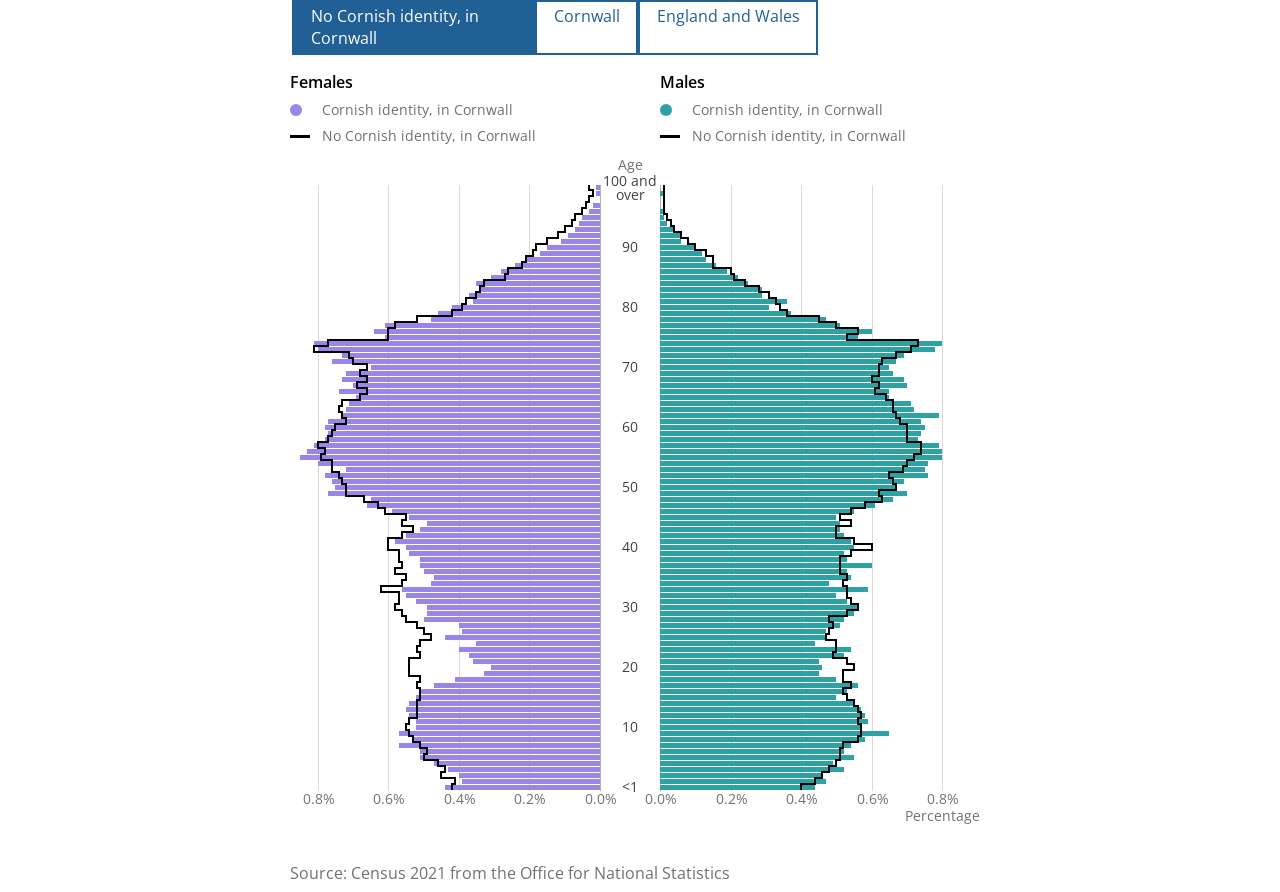 No Cornish identity, in
Cornwall
Cornwall
England and Wales
Females
Cornish identity, in Cornwall
No Cornish identity, in Cornwall
Males
Cornish identity, in Cornwall
No Cornish identity, in Cornwall
Age
100 and
over
90
80
70
60
50
40
30
20
10
<1
0.8%
0.6%
0.4%
0.2%
0.0%
0.0%
0.2%
0.4%
0.6%
0.8%
Percentage
Source: Census 2021 from the Office for National Statistics